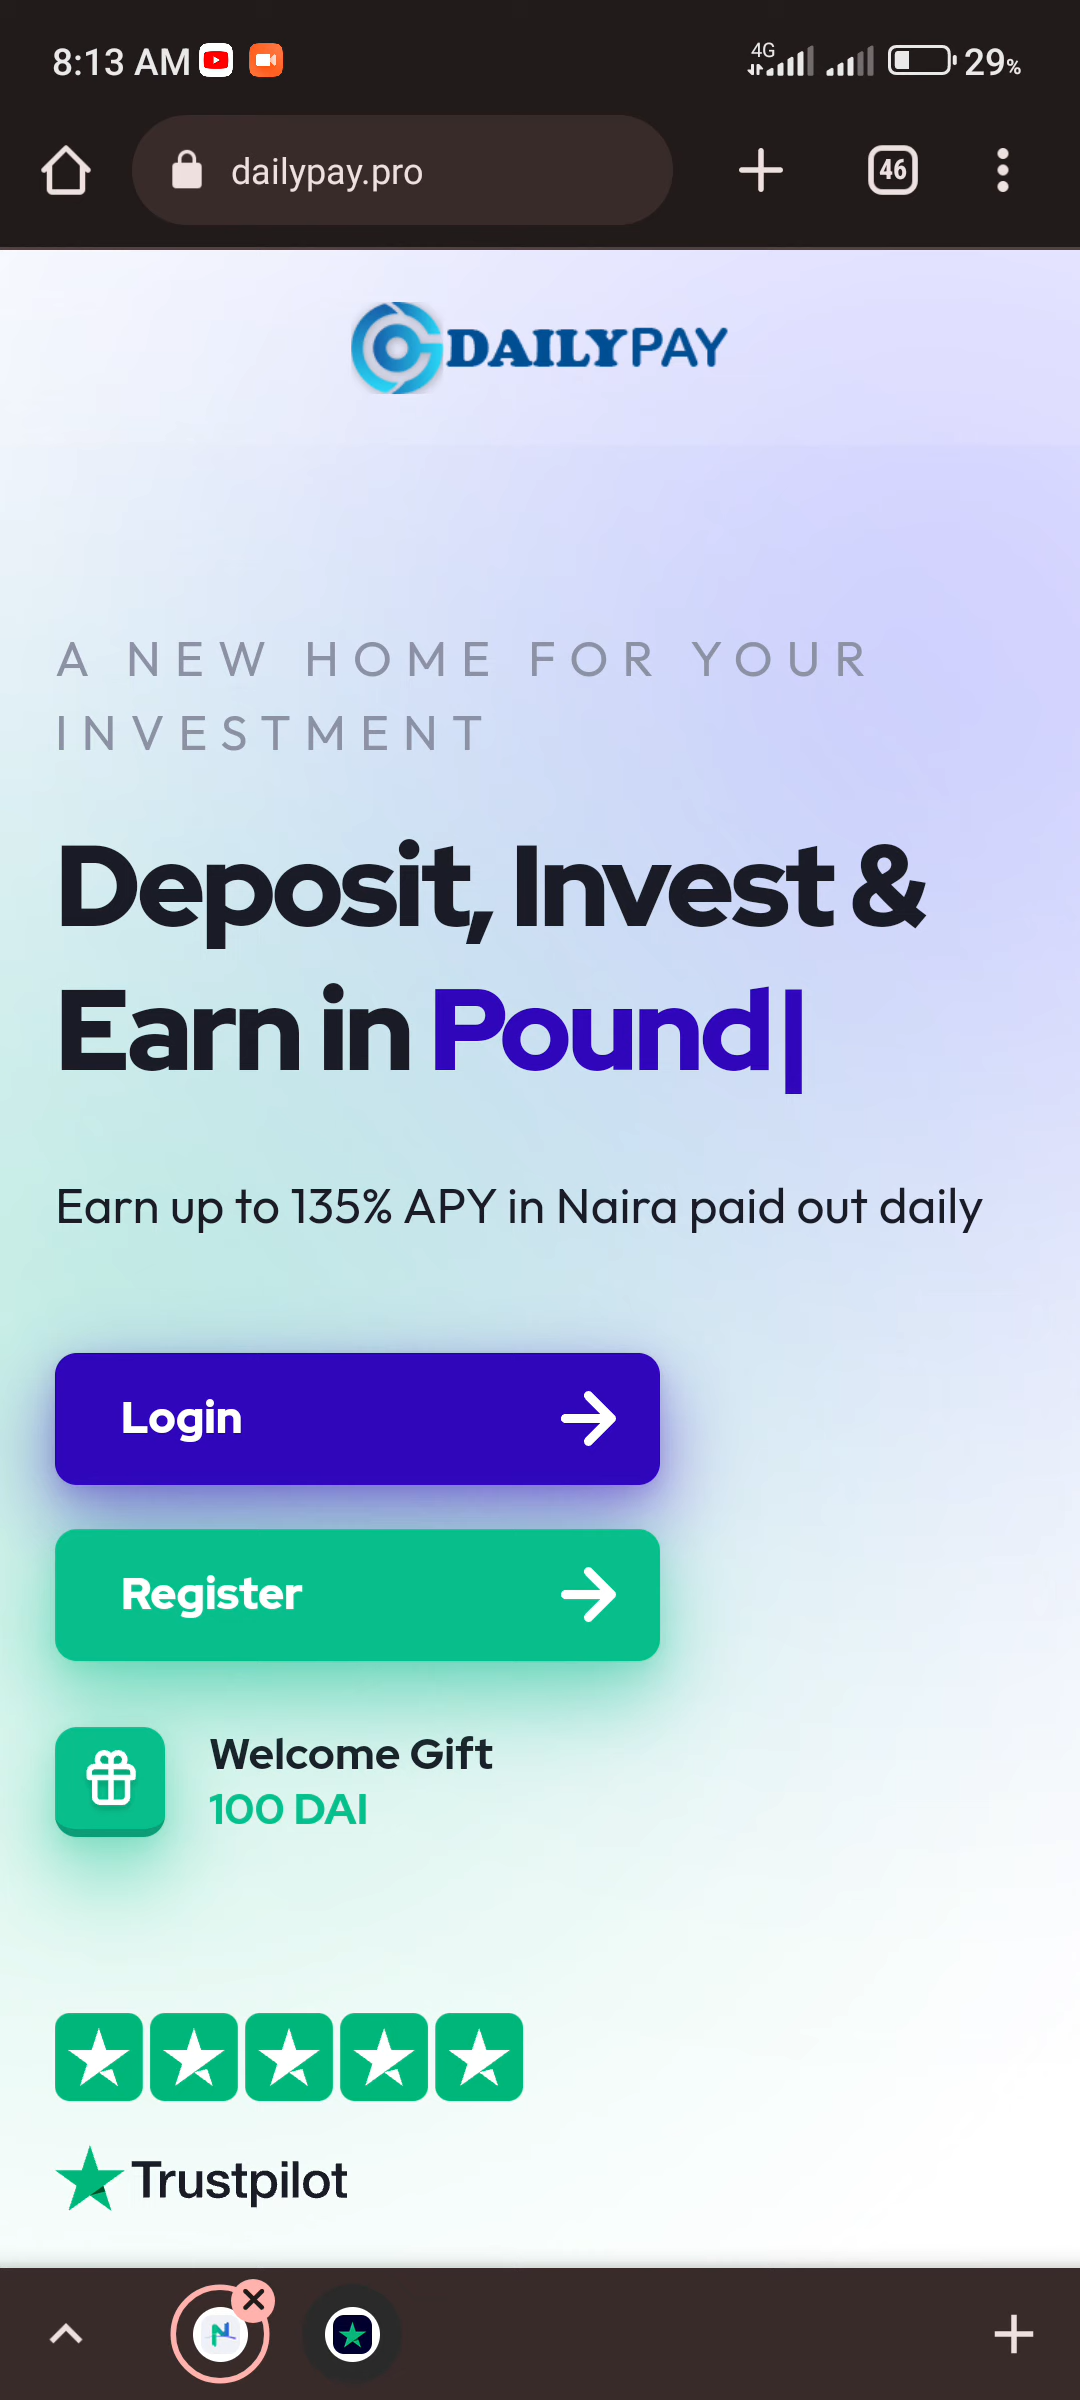 8:13 AM
4G
29%
dailypay.pro
46
DAILYPAY
A NEW HOME FOR YOUR
INVESTMENT
Deposit, Invest &
Earn in Pound|
Earn up to 135% APY in Naira paid out daily
Login
Register
Welcome Gift
100 DAI
Trustpilot